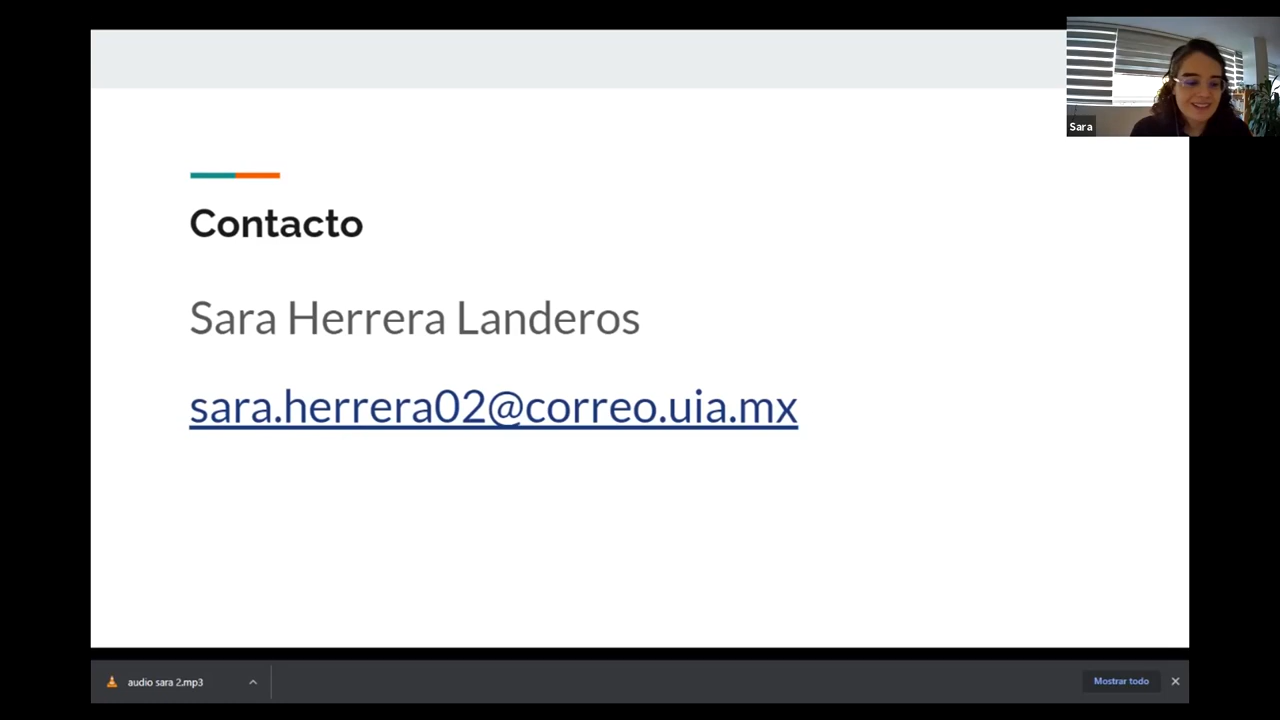 Sara
Contacto
Sara Herrera Landeros
sara.herrera02@correo.uia.mx
audio sara 2.mp3
Mostrar todo